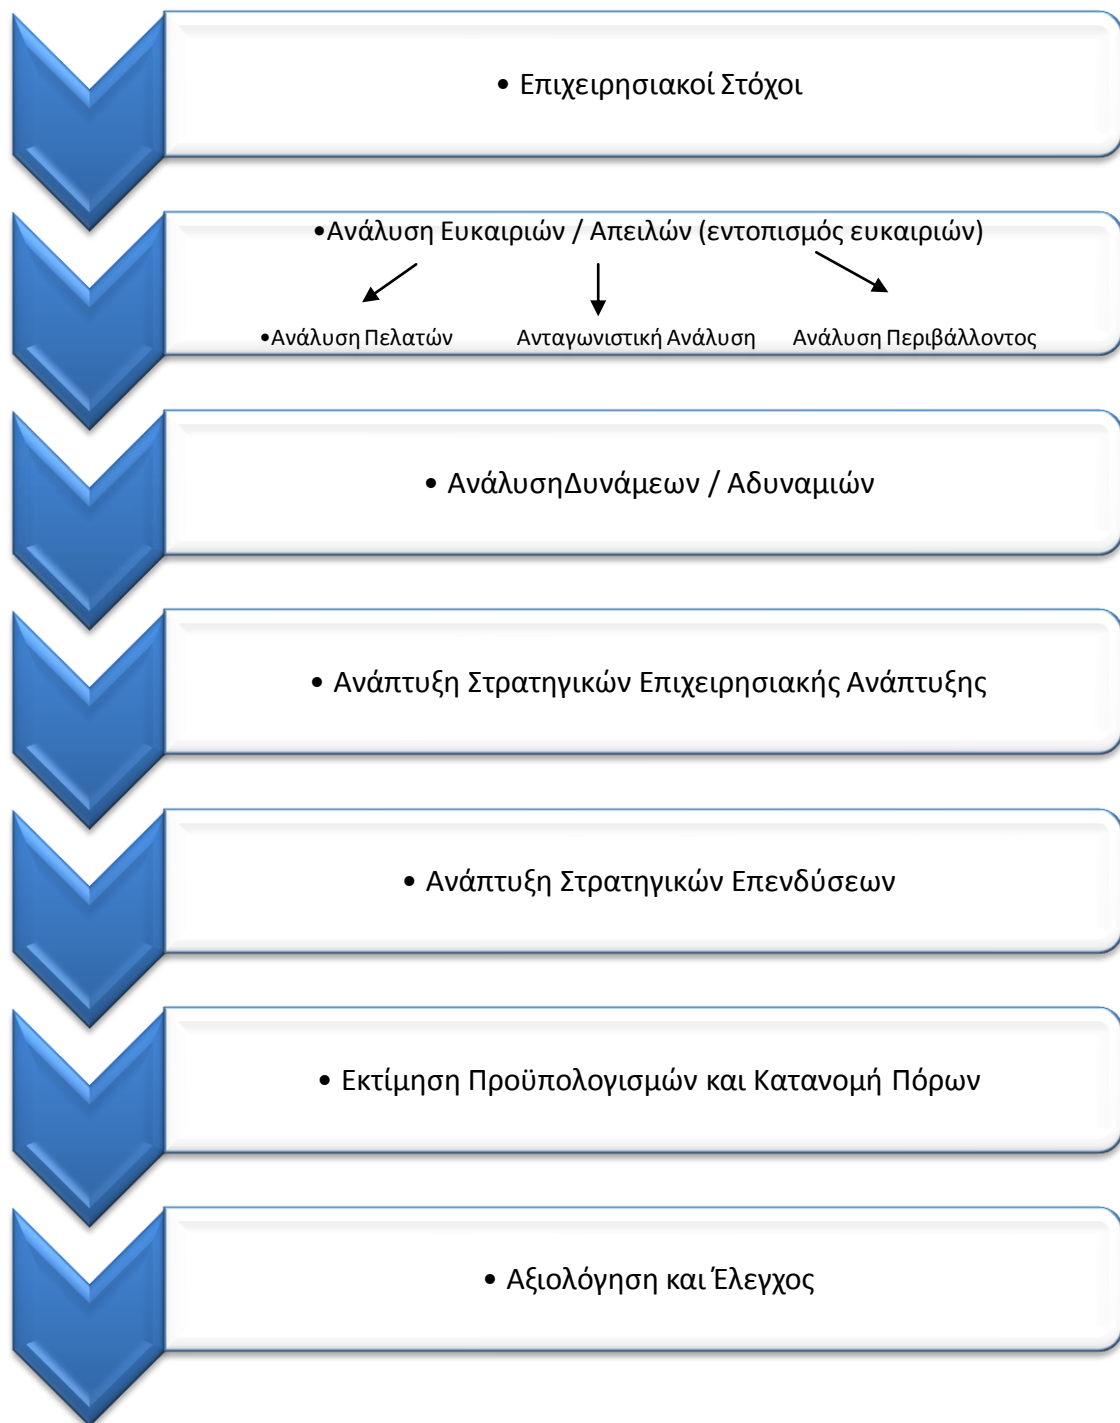 • Επιχειρησιακοί Στόχοι
•Ανάλυση Ευκαιριών / Απειλών (εντοπισμός ευκαιριών)
•Ανάλυση Πελατών Ανταγωνιστική Ανάλυση Ανάλυση Περιβάλλοντος
• ΑνάλυσηΔυνάμεων / Αδυναμιών
• Ανάπτυξη Στρατηγικών Επιχειρησιακής Ανάπτυξης
• Ανάπτυξη Στρατηγικών Επενδύσεων
• Εκτίμηση Προϋπολογισμών και Κατανομή Πόρων
• Αξιολόγηση και Έλεγχος